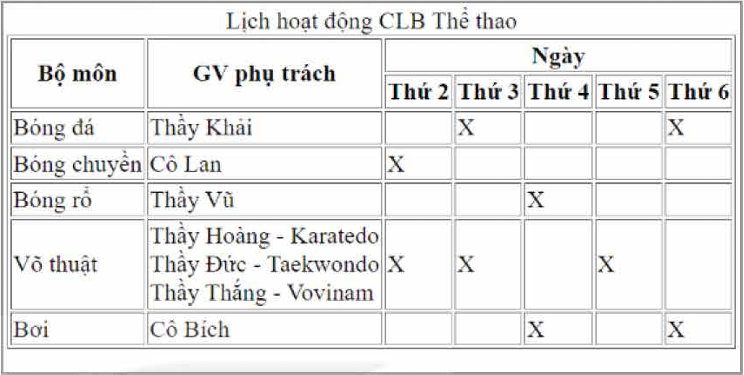 Lịch hoạt động CLB Thể thao
Bộ môn GV phụ trách Ngày
Thứ 2 Thứ 3 Thứ 4 Thứ 5 Thứ 6
Bóng đá Thầy Khải X X
Bóng chuyền Cô Lan X
Bóng rổ Thầy Vũ X
Võ thuật Thầy Hoàng - Karatedo
Thầy Đức - Taekwondo X X X
Thầy Thắng - Vovinam
Bơi Cô Bích X X